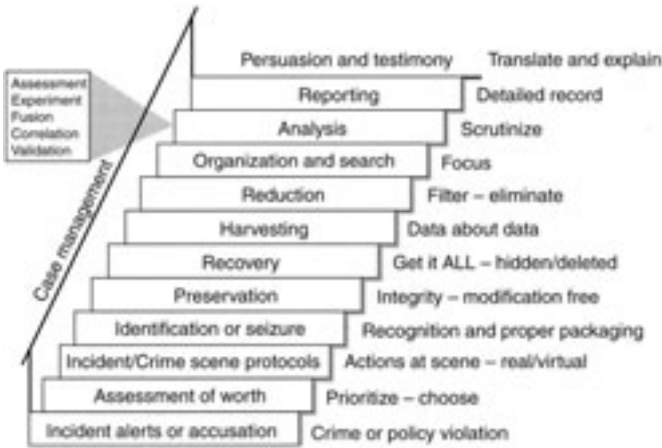 Persuasion and testimony Translate and explain
Assessment
Experiment
Fusion
Correlation
Validation
Reporting Detailed record
Analysis Scrutinize
Organization and search Focus
Reduction Filter – eliminate
Harvesting Data about data
Case management
Recovery Get it ALL – hidden/deleted
Preservation Integrity – modification free
Identification or seizure Recognition and proper packaging
Incident/Crime scene protocols Actions at scene – real/virtual
Assessment of worth Prioritize – choose
Incident alerts or accusation Crime or policy violation